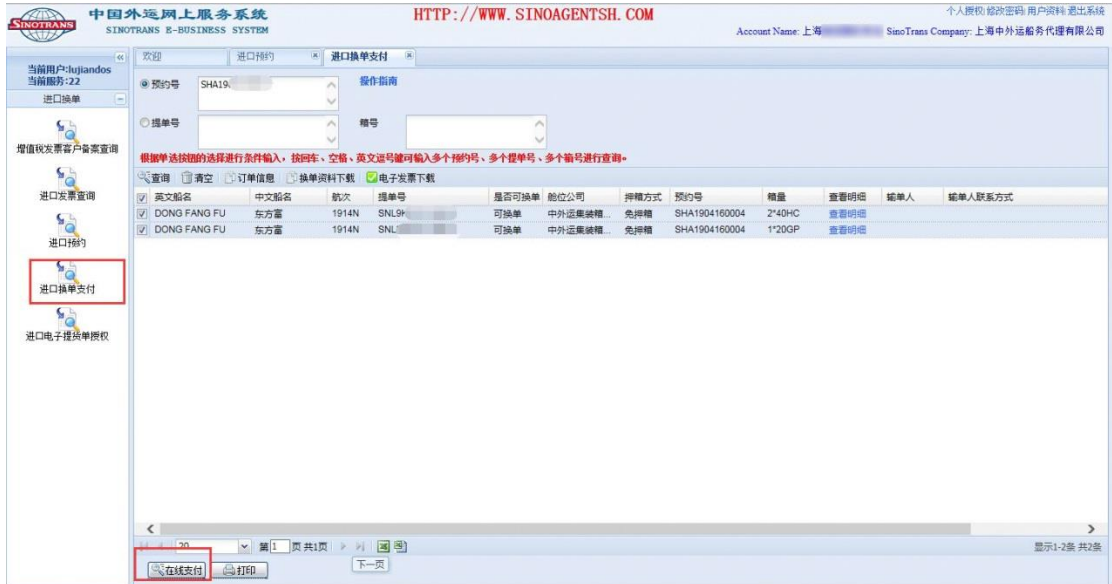 SINOTRANS
中国外运网上服务系统
SINOTRANS E-BUSINESS SYSTEM
HTTP://WWW.SINOAGENTSH.COM
个人授权|修改密码|用户资料|退出系统
Account Name: 上海 SinoTrans Company: 上海中外运船务代理有限公司
当前用户:lujiandos
当前服务:22
进口换单
增值税发票客户备案查询
进口发票查询
进口预约
进口换单支付
进口电子提货单授权
欢迎 进口预约 进口换单支付
预约号 SHA19 操作指南
提单号 箱号
根据单选按钮的选择进行条件输入，按回车、空格、英文逗号键可输入多个预约号、多个提单号、多个箱号进行查询。
查询 清空 订单信息 换单资料下载 电子发票下载
英文船名 中文船名 航次 提单号 是否可换单 舱位公司 押箱方式 预约号 箱量 查看明细 输单人 输单人联系方式
DONG FANG FU 东方富 1914N SNL9 可换单 中外运集装箱... 免押箱 SHA1904160004 2*40HC 查看明细
DONG FANG FU 东方富 1914N SNL 可换单 中外运集装箱... 免押箱 SHA1904160004 1*20GP 查看明细
20 第 1 页 共1页 显示1-2条 共2条
在线支付 打印 下一页